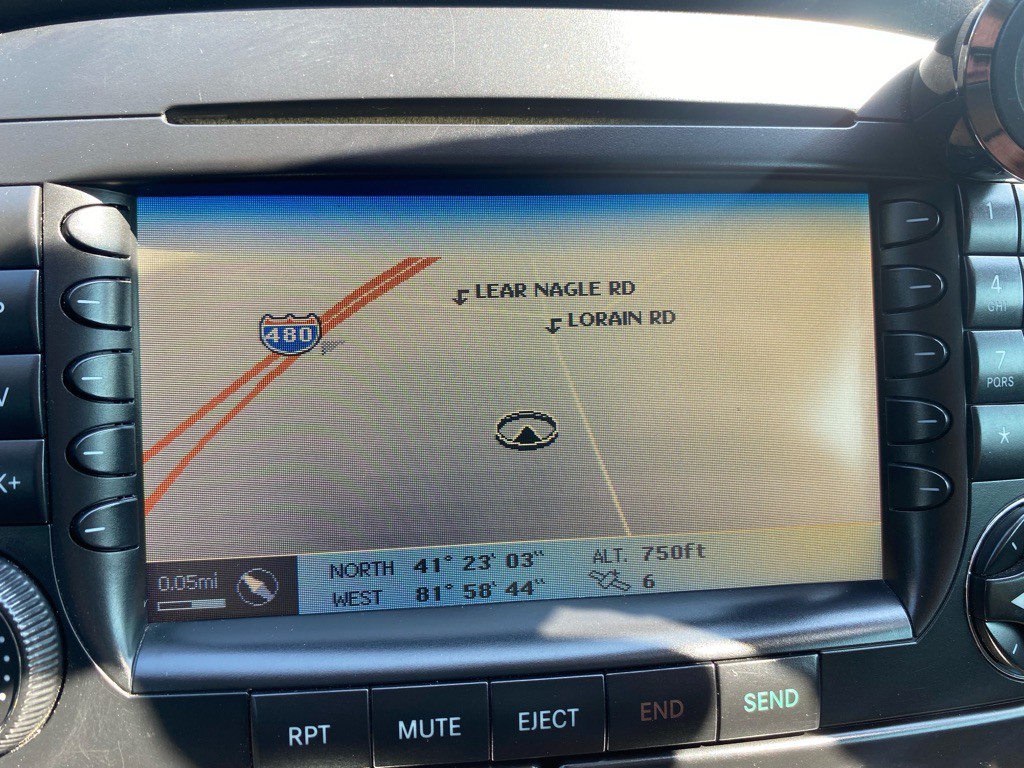 LEAR NAGLE RD
LORAIN RD
480
0.05mi
NORTH 41° 23' 03"
WEST 81° 58' 44"
ALT. 750ft
6
V
K+
1
4
GHI
7
PQRS
*
RPT
MUTE
EJECT
END
SEND